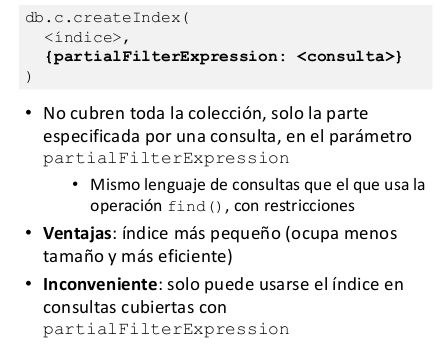 db.c.createIndex(
<índice>,
{partialFilterExpression: <consulta>}
)
• No cubren toda la colección, solo la parte
especificada por una consulta, en el parámetro
partialFilterExpression
• Mismo lenguaje de consultas que el que usa la
operación find(), con restricciones
• Ventajas: índice más pequeño (ocupa menos
tamaño y más eficiente)
• Inconveniente: solo puede usarse el índice en
consultas cubiertas con
partialFilterExpression